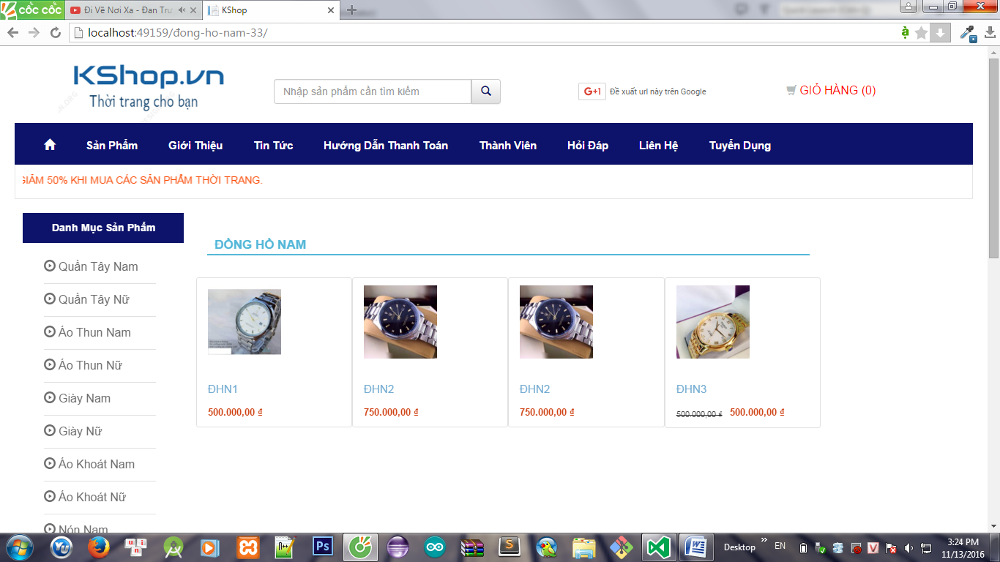 cốc cốc
Đi Về Nơi Xa - Đan Trư
KShop
localhost:49159/đong-ho-nam-33/
KShop.vn
Thời trang cho bạn
Nhập sản phẩm cần tìm kiếm
G+1 Đề xuất url này trên Google
GIỎ HÀNG (0)
Sản Phẩm Giới Thiệu Tin Tức Hướng Dẫn Thanh Toán Thành Viên Hỏi Đáp Liên Hệ Tuyển Dụng
GIẢM 50% KHI MUA CÁC SẢN PHẨM THỜI TRANG.
Danh Mục Sản Phẩm
Quần Tây Nam
Quần Tây Nữ
Áo Thun Nam
Áo Thun Nữ
Giày Nam
Giày Nữ
Áo Khoát Nam
Áo Khoát Nữ
Nón Nam
ĐỒNG HỒ NAM
ĐHN1
500.000,00 ₫
ĐHN2
750.000,00 ₫
ĐHN2
750.000,00 ₫
ĐHN3
500.000,00 ₫ 500.000,00 ₫
Desktop
EN
3:24 PM
11/13/2016